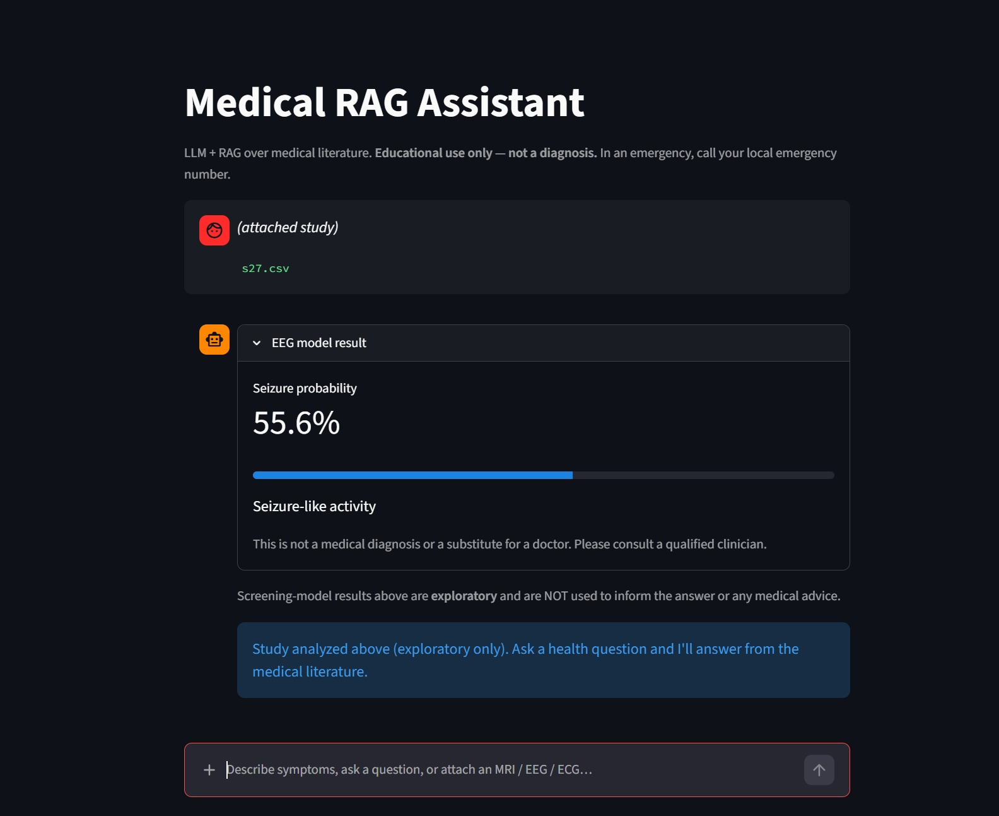 Medical RAG Assistant
LLM + RAG over medical literature. Educational use only — not a diagnosis. In an emergency, call your local emergency
number.
(attached study)
s27.csv
EEG model result
Seizure probability
55.6%
Seizure-like activity
This is not a medical diagnosis or a substitute for a doctor. Please consult a qualified clinician.
Screening-model results above are exploratory and are NOT used to inform the answer or any medical advice.
Study analyzed above (exploratory only). Ask a health question and I'll answer from the
medical literature.
Describe symptoms, ask a question, or attach an MRI / EEG / ECG…